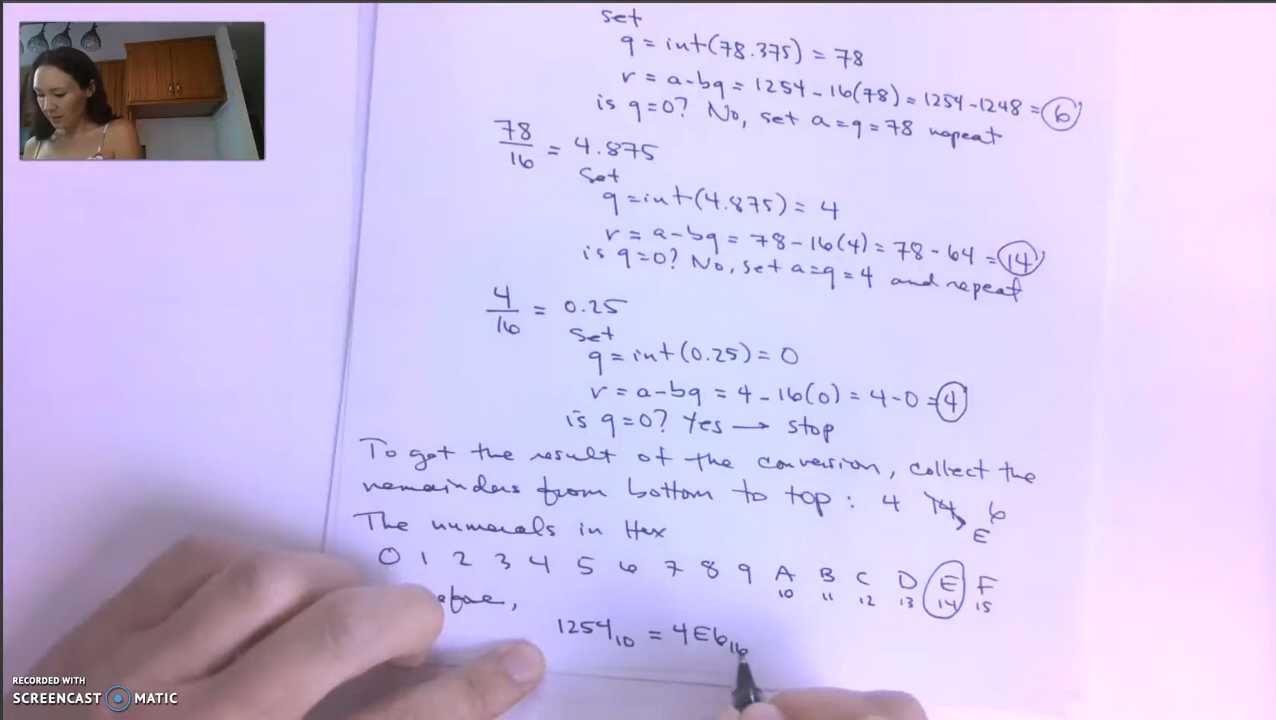 set
q = int(78.375) = 78
r = a-bq = 1254 - 16(78) = 1254 - 1248 = 6
is q=0? No, set a=q=78 repeat
78/16 = 4.875
Set
q = int(4.875) = 4
r = a-bq = 78 - 16(4) = 78 - 64 = 14
is q=0? No, set a=q=4 and repeat
4/16 = 0.25
Set
q = int(0.25) = 0
r = a-bq = 4 - 16(0) = 4-0 = 4
is q=0? Yes → stop
To get the result of the conversion, collect the
remainders from bottom to top: 4 14 6
E
The numerals in Hex
0 1 2 3 4 5 6 7 8 9 A B C D E F
10 11 12 13 14 15
1254₁₀ = 4E6₁₆
RECORDED WITH
SCREENCAST MATIC